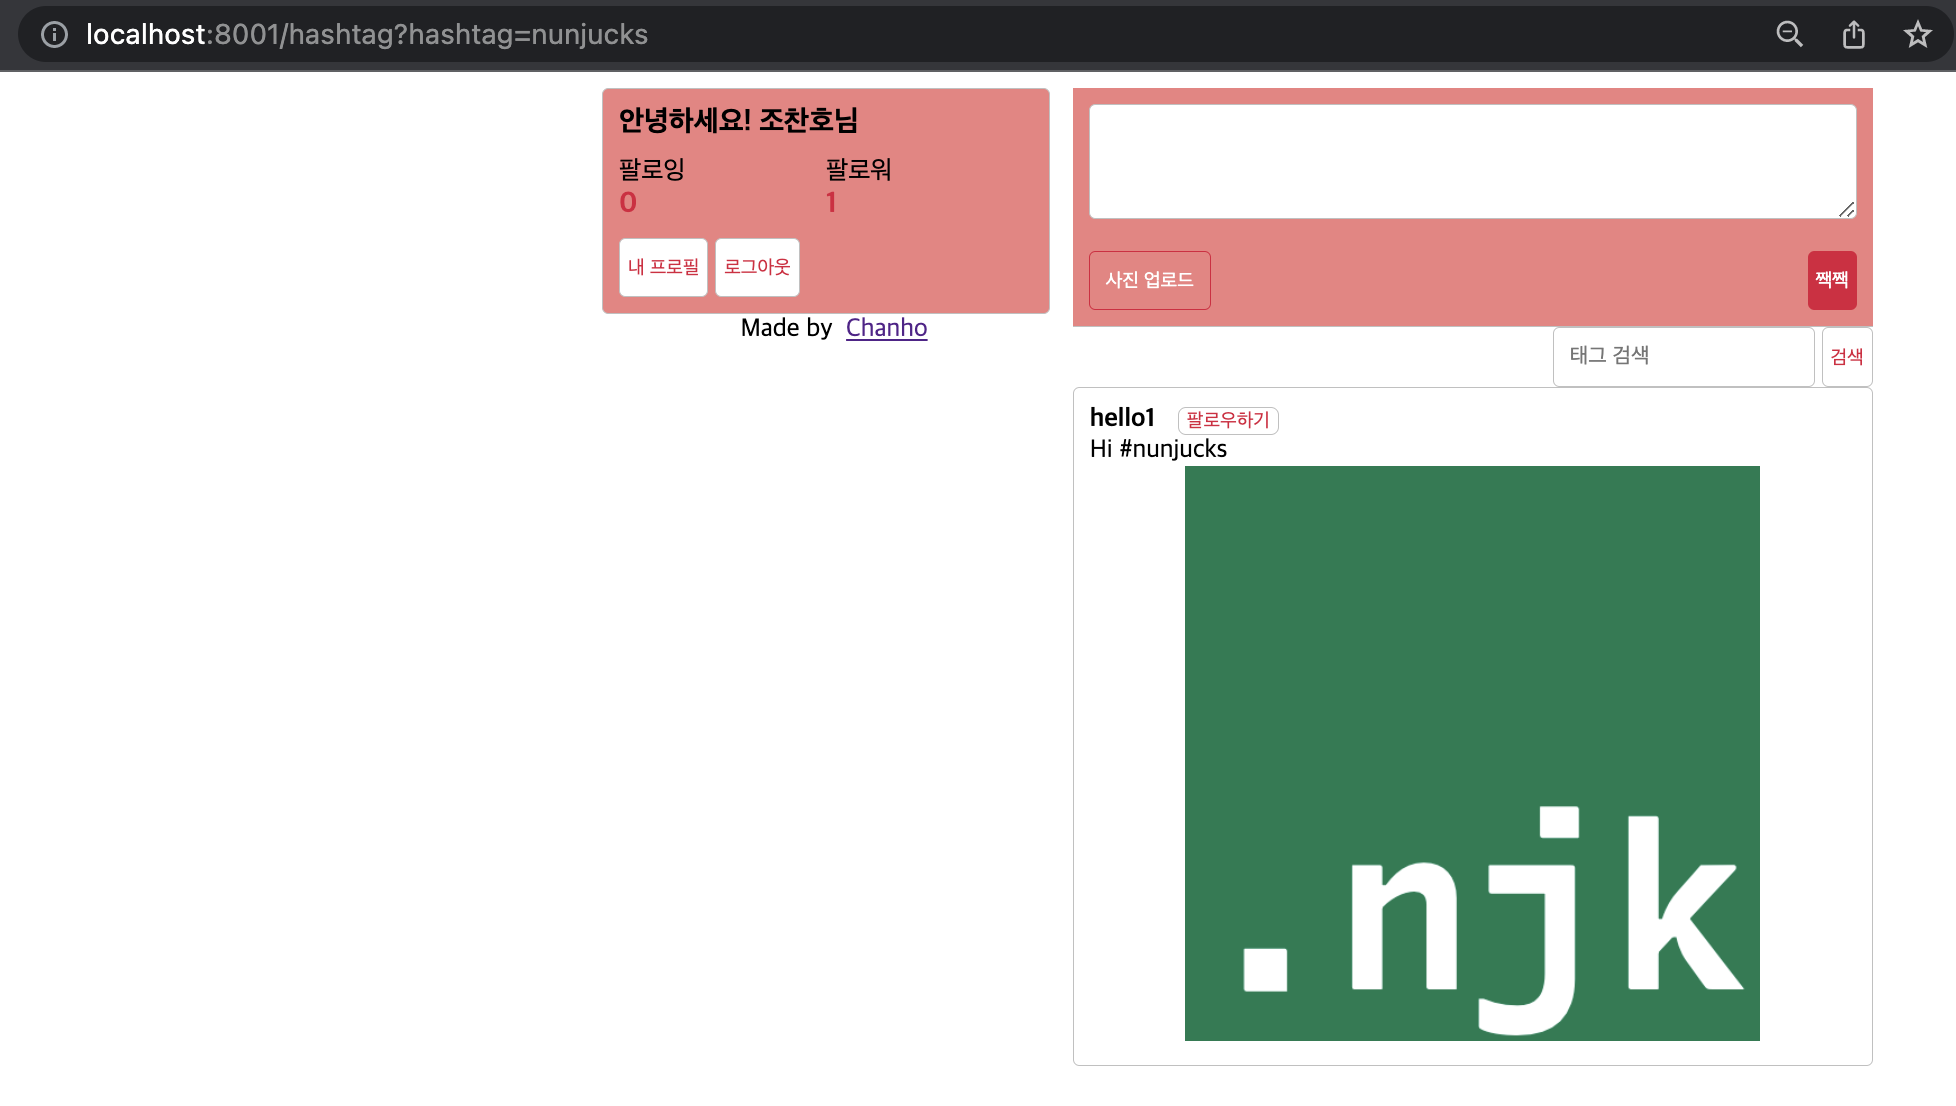 localhost:8001/hashtag?hashtag=nunjucks
안녕하세요! 조찬호님
팔로잉 팔로워
0 1
내 프로필 로그아웃
Made by Chanho
사진 업로드 짹짹
태그 검색 검색
hello1 팔로우하기
Hi #nunjucks
.njk